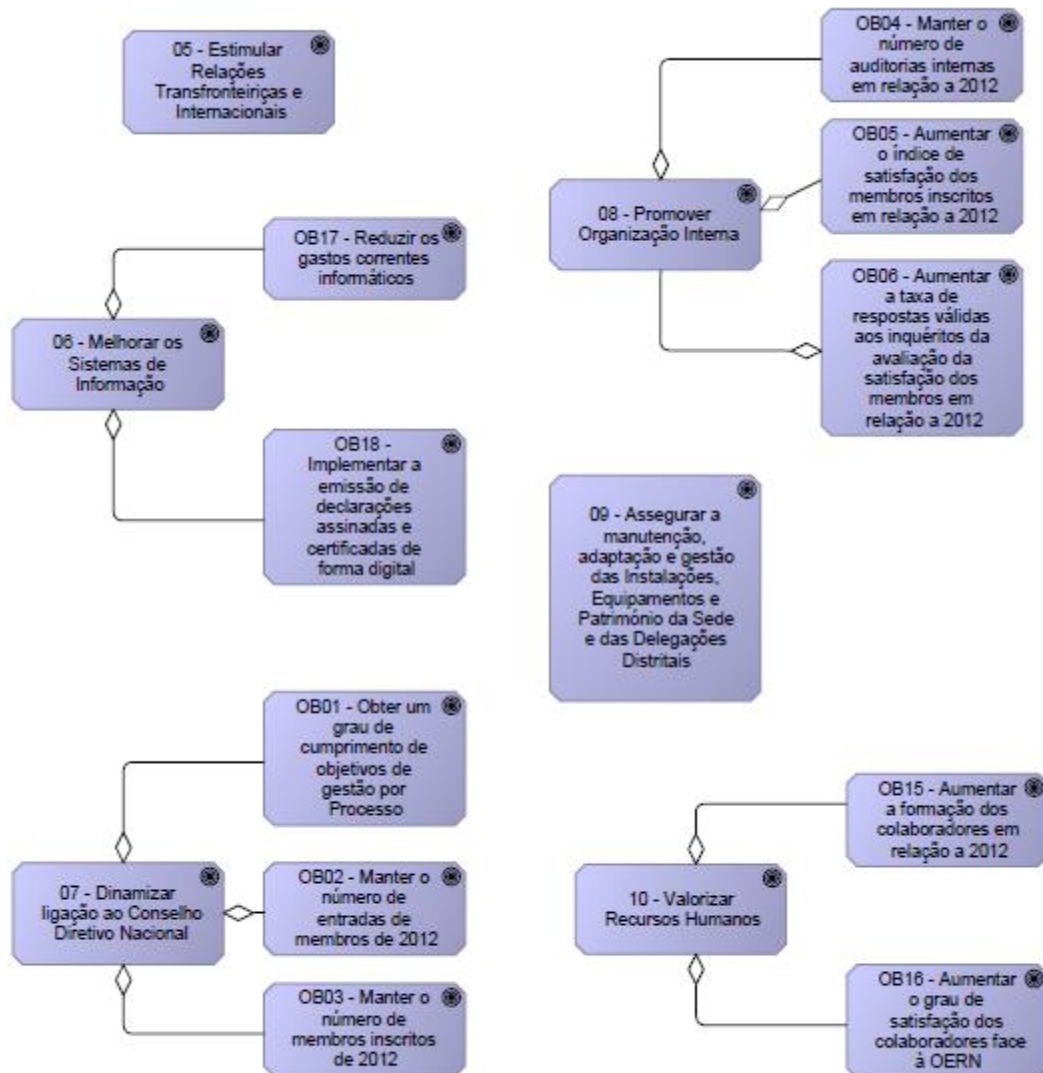 05 - Estimular
Relações
Transfronteiriças e
Internacionais
OB17 - Reduzir os
gastos correntes
informáticos
06 - Melhorar os
Sistemas de
Informação
OB18 -
Implementar a
emissão de
declarações
assinadas e
certificadas de
forma digital
OB01 - Obter um
grau de
cumprimento de
objetivos de
gestão por
Processo
07 - Dinamizar
ligação ao Conselho
Diretivo Nacional
OB02 - Manter o
número de
entradas de
membros de 2012
OB03 - Manter o
número de
membros inscritos
de 2012
OB04 - Manter o
número de
auditorias internas
em relação a 2012
OB05 - Aumentar
o índice de
satisfação dos
membros inscritos
em relação a 2012
08 - Promover
Organização Interna
OB06 - Aumentar
a taxa de
respostas válidas
aos inquéritos da
avaliação da
satisfação dos
membros em
relação a 2012
09 - Assegurar a
manutenção,
adaptação e gestão
das Instalações,
Equipamentos e
Património da Sede
e das Delegações
Distritais
OB15 - Aumentar
a formação dos
colaboradores em
relação a 2012
10 - Valorizar
Recursos Humanos
OB16 - Aumentar
o grau de
satisfação dos
colaboradores face
à OERN